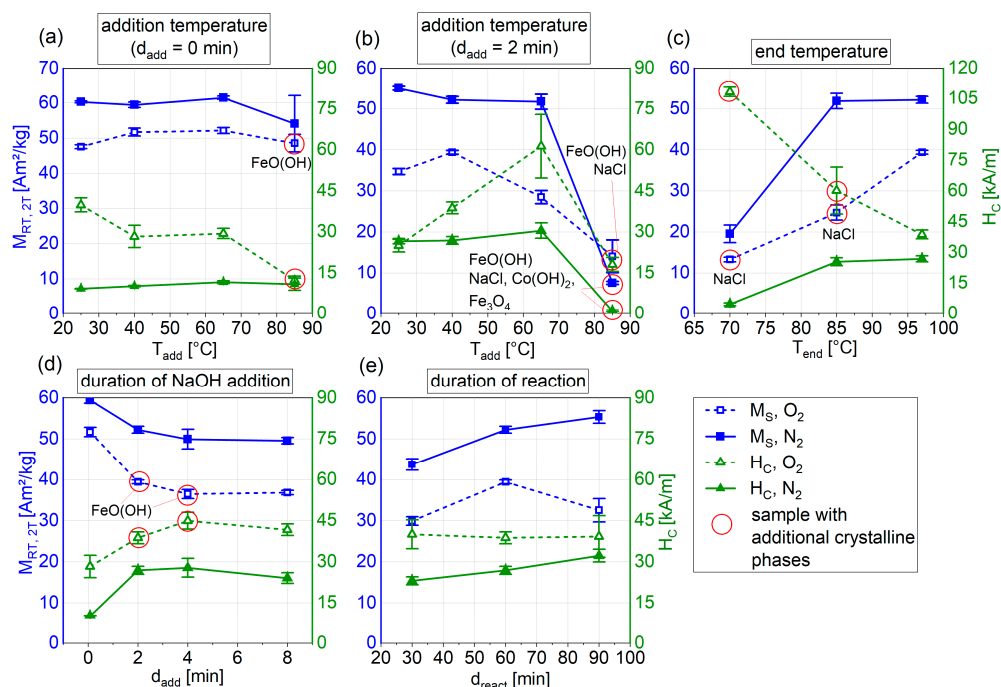 (a)
addition temperature
(d_add = 0 min)
70
60
50
40
30
20
10
0
M_RT, 2T [Am²/kg]
90
75
60
45
30
15
0
FeO(OH)
20 30 40 50 60 70 80 90
T_add [°C]
(b)
addition temperature
(d_add = 2 min)
60
50
40
30
20
10
0
90
75
60
45
30
15
0
FeO(OH)
NaCl
FeO(OH)
NaCl, Co(OH)₂,
Fe₃O₄
20 30 40 50 60 70 80 90
T_add [°C]
(c)
end temperature
60
50
40
30
20
10
0
120
105
90
75
60
45
30
15
0
H_C [kA/m]
NaCl
NaCl
65 70 75 80 85 90 95 100
T_end [°C]
(d)
duration of NaOH addition
60
50
40
30
20
10
0
M_RT, 2T [Am²/kg]
90
75
60
45
30
15
0
FeO(OH)
0 2 4 6 8
d_add [min]
(e)
duration of reaction
60
50
40
30
20
10
0
90
75
60
45
30
15
0
H_C [kA/m]
20 30 40 50 60 70 80 90 100
d_react [min]
M_S, O₂
M_S, N₂
H_C, O₂
H_C, N₂
sample with
additional crystalline
phases